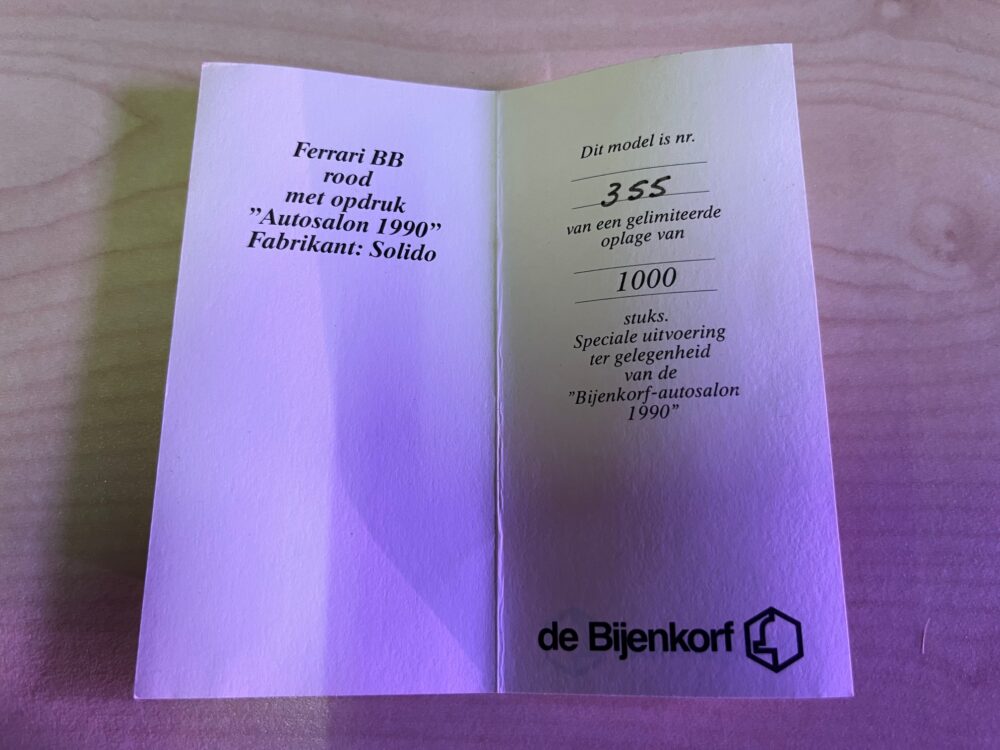 Ferrari BB
rood
met opdruk
”Autosalon 1990”
Fabrikant: Solido
Dit model is nr.
355
van een gelimiteerde
oplage van
1000
stuks.
Speciale uitvoering
ter gelegenheid
van de
”Bijenkorf-autosalon
1990”
de Bijenkorf